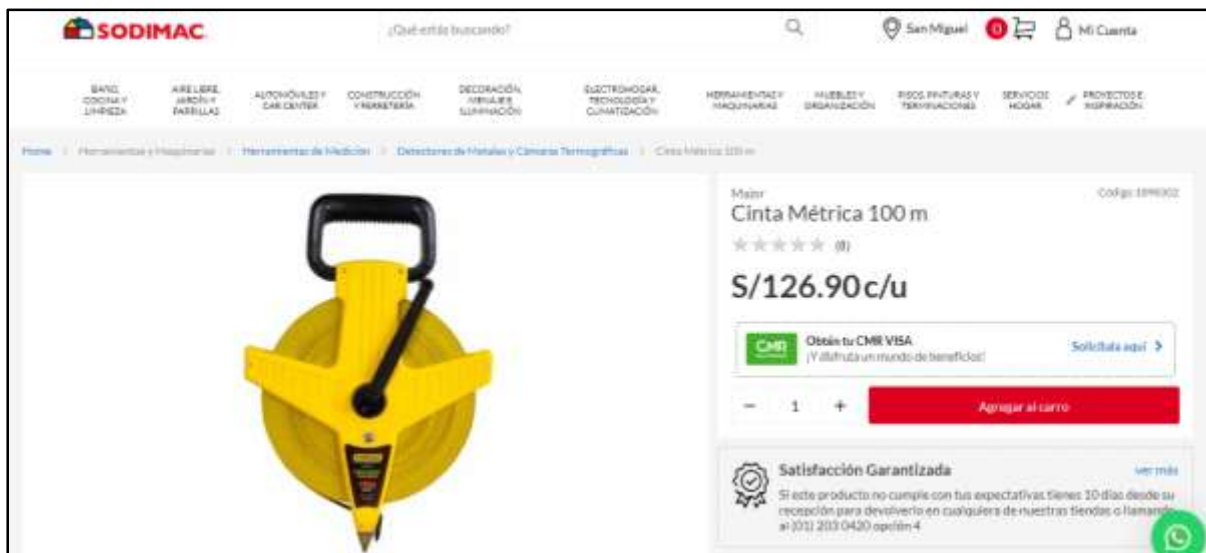 SODIMAC
¿Qué estás buscando?
San Miguel
0
Mi Cuenta
BAÑO, COCINA Y LIMPIEZA
AIRE LIBRE, JARDÍN Y PARRILLAS
AUTOMÓVILES Y CAR CENTER
CONSTRUCCIÓN Y FERRETERÍA
DECORACIÓN, MENAJE E ILUMINACIÓN
ELECTROHOGAR, TECNOLOGÍA Y CLIMATIZACIÓN
HERRAMIENTAS Y MAQUINARIAS
MUEBLES Y ORGANIZACIÓN
PISOS, PINTURAS Y TERMINACIONES
SERVICIOS HOGAR
PROYECTOS E INSPIRACIÓN
Home
Herramientas y Maquinarias
Herramientas de Medición
Detectores de Metales y Cámaras Termográficas
Cinta Métrica 100 m
Código
Cinta Métrica 100 m
(8)
S/126.90 c/u
CMR
Obtén tu CMR VISA
Solicítala aquí
¡Y disfruta un mundo de beneficios!
1
Agregar al carro
Satisfacción Garantizada
ver más
Si este producto no cumple con tus expectativas tienes 10 días desde su
recepción para devolverlo en cualquiera de nuestras tiendas o llamando
al (01) 203 0420 opción 4